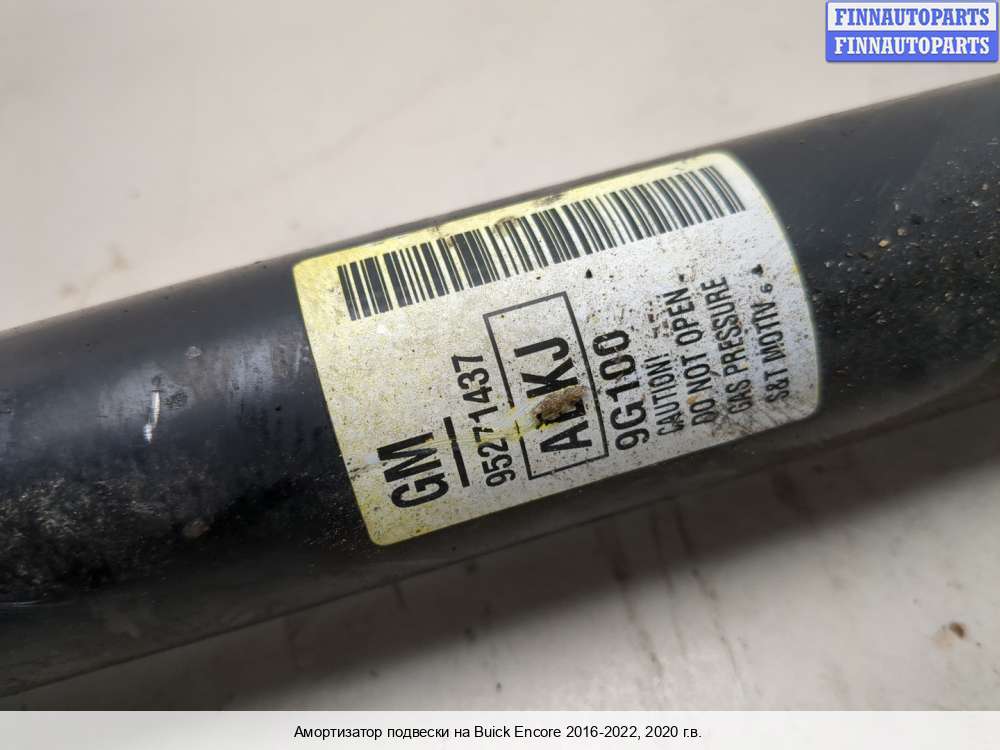 FINNAUTOPARTS
FINNAUTOPARTS
GM
95271437
9G100
CAUTION!
DO NOT OPEN
GAS PRESSURE
S&T MOTIV
Амортизатор подвески на Buick Encore 2016-2022, 2020 г.в.